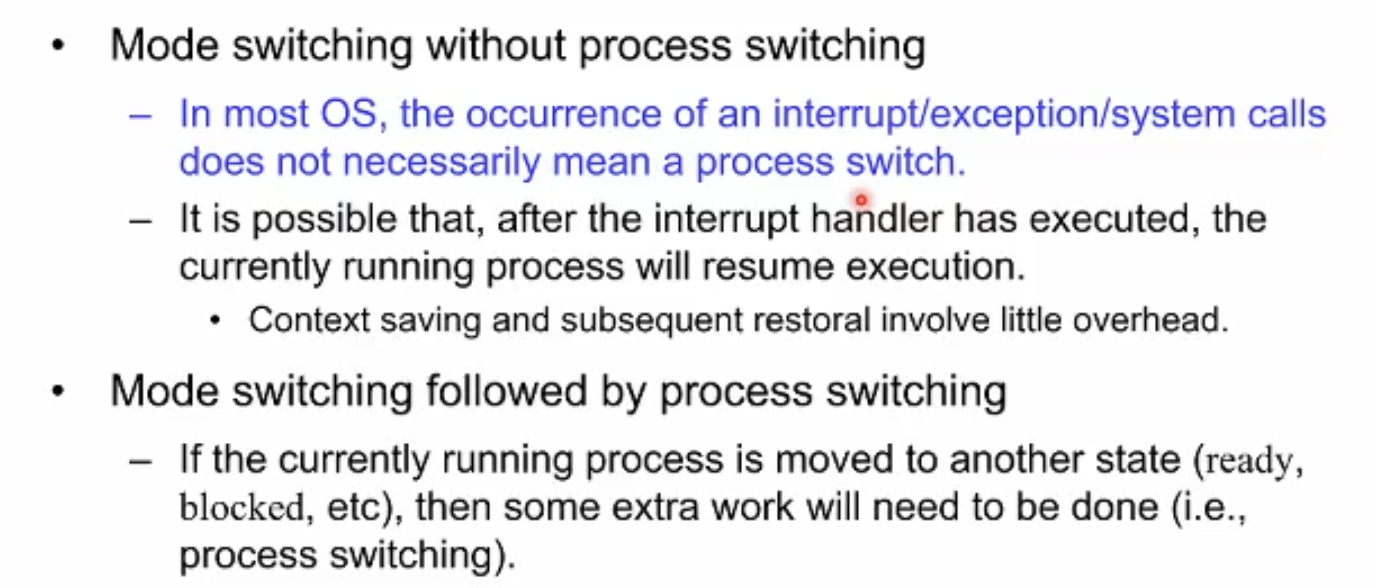 • Mode switching without process switching
– In most OS, the occurrence of an interrupt/exception/system calls
does not necessarily mean a process switch.
– It is possible that, after the interrupt handler has executed, the
currently running process will resume execution.
• Context saving and subsequent restoral involve little overhead.
• Mode switching followed by process switching
– If the currently running process is moved to another state (ready,
blocked, etc), then some extra work will need to be done (i.e.,
process switching).